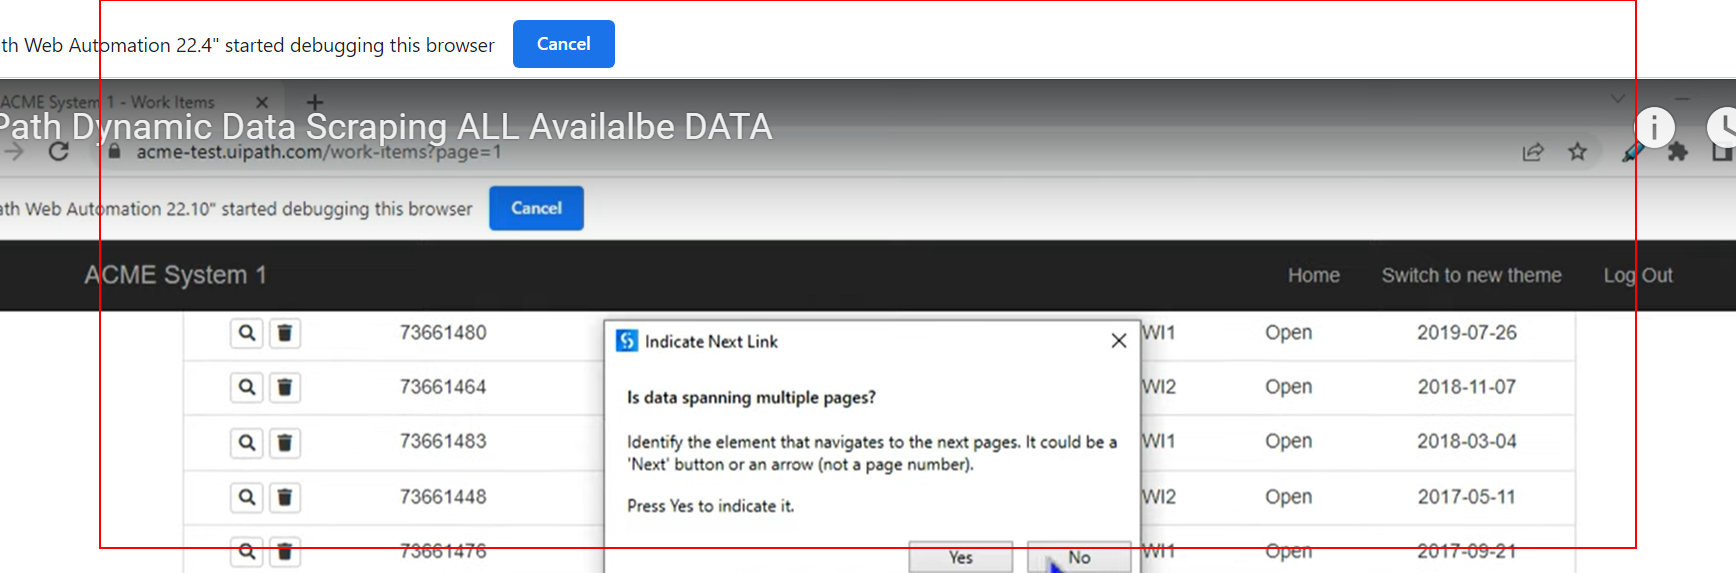 th Web Automation 22.4" started debugging this browser Cancel
ACME System 1 - Work Items
Path Dynamic Data Scraping ALL Availalbe DATA
acme-test.uipath.com/work-items?page=1
ath Web Automation 22.10" started debugging this browser Cancel
ACME System 1 Home Switch to new theme Log Out
73661480 WI1 Open 2019-07-26
Indicate Next Link
73661464 WI2 Open 2018-11-07
Is data spanning multiple pages?
73661483 WI1 Open 2018-03-04
Identify the element that navigates to the next pages. It could be a
'Next' button or an arrow (not a page number).
73661448 WI2 Open 2017-05-11
Press Yes to indicate it.
73661476 WI1 Open 2017-09-21
Yes No